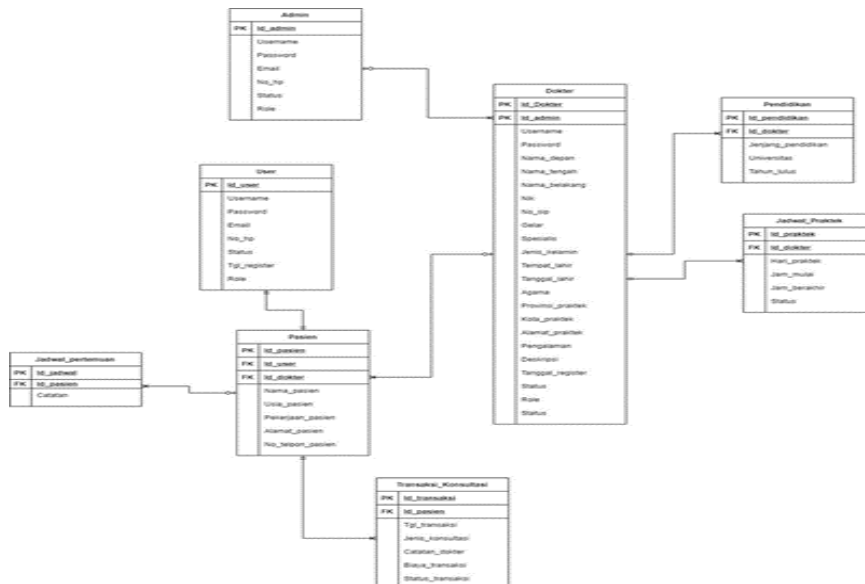 Admin
PK Id_admin
Username
Password
Email
No_hp
Status
Role
Dokter
PK Id_Dokter
PK Id_admin
Username
Password
Nama_depan
Nama_tengah
Nama_belakang
Nik
No_sip
Gelar
Spesialis
Jenis_kelamin
Tempat_lahir
Tanggal_lahir
Agama
Provinsi_praktek
Kota_praktek
Alamat_praktek
Pengalaman
Deskripsi
Tanggal_register
Status
Role
Status
Pendidikan
PK Id_pendidikan
FK Id_dokter
Jenjang_pendidikan
Universitas
Tahun_lulus
User
PK Id_user
Username
Password
Email
No_hp
Status
Tgl_register
Role
Jadwal_Praktek
PK Id_praktek
FK Id_dokter
Hari_praktek
Jam_mulai
Jam_berakhir
Status
Pasien
PK Id_pasien
FK Id_user
FK Id_dokter
Nama_pasien
Usia_pasien
Pekerjaan_pasien
Alamat_pasien
No_telpon_pasien
Jadwal_pertemuan
PK Id_jadwal
FK Id_pasien
Catatan
Transaksi_Konsultasi
PK Id_transaksi
FK Id_pasien
Tgl_transaksi
Jenis_konsultasi
Catatan_dokter
Biaya_transaksi
Status_transaksi